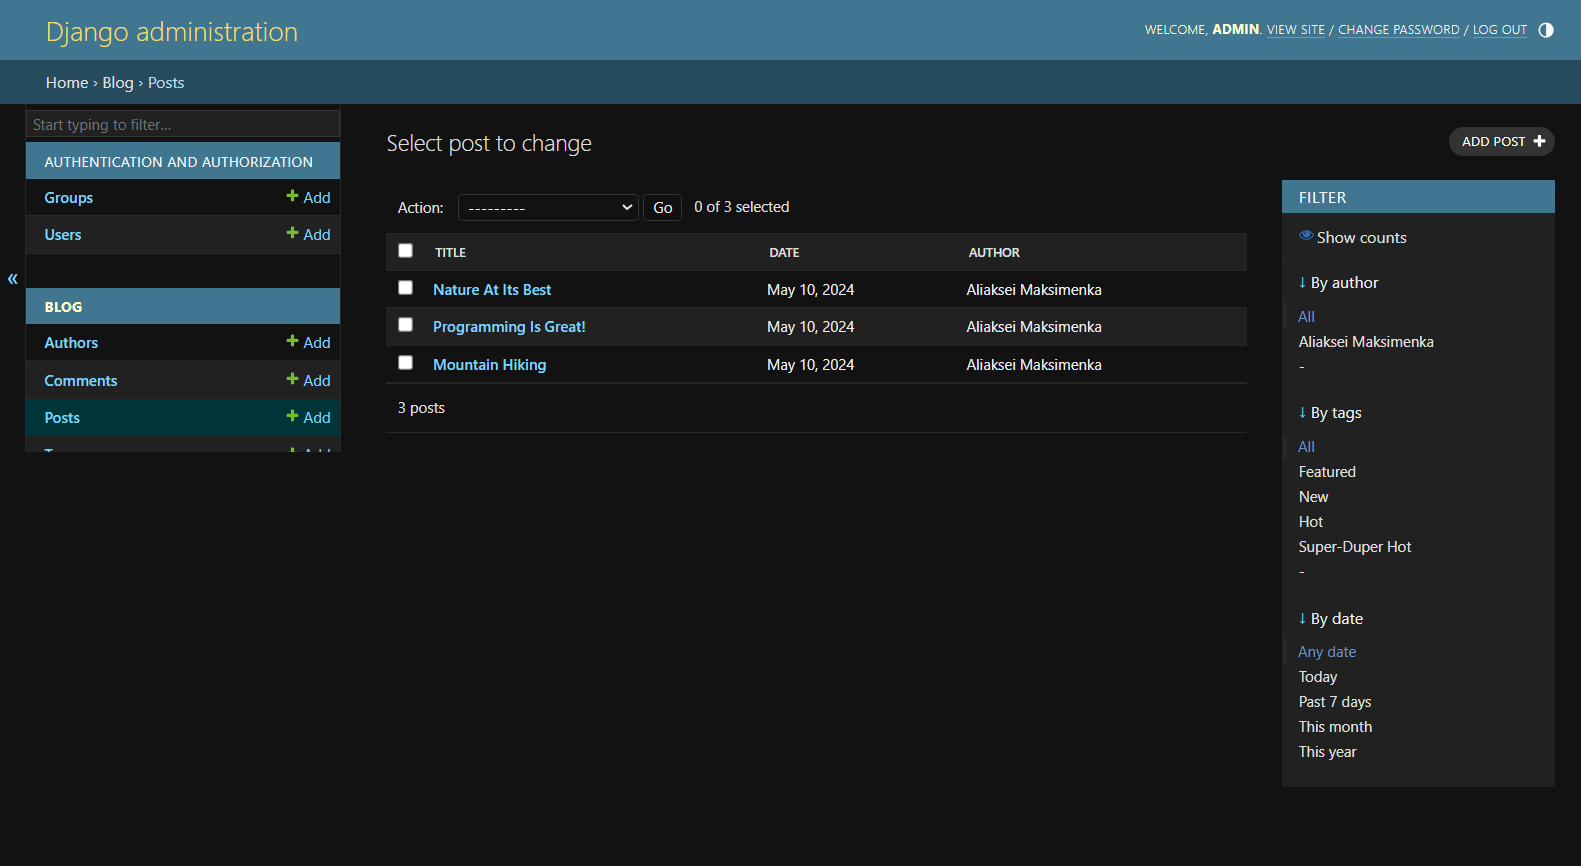 Django administration
WELCOME, ADMIN. VIEW SITE / CHANGE PASSWORD / LOG OUT
Home › Blog › Posts
Start typing to filter...
AUTHENTICATION AND AUTHORIZATION
Groups Add
Users Add
«
BLOG
Authors Add
Comments Add
Posts Add
Select post to change
ADD POST
Action: --------- Go 0 of 3 selected
TITLE DATE AUTHOR
Nature At Its Best May 10, 2024 Aliaksei Maksimenka
Programming Is Great! May 10, 2024 Aliaksei Maksimenka
Mountain Hiking May 10, 2024 Aliaksei Maksimenka
3 posts
FILTER
Show counts
↓ By author
All
Aliaksei Maksimenka
-
↓ By tags
All
Featured
New
Hot
Super-Duper Hot
-
↓ By date
Any date
Today
Past 7 days
This month
This year